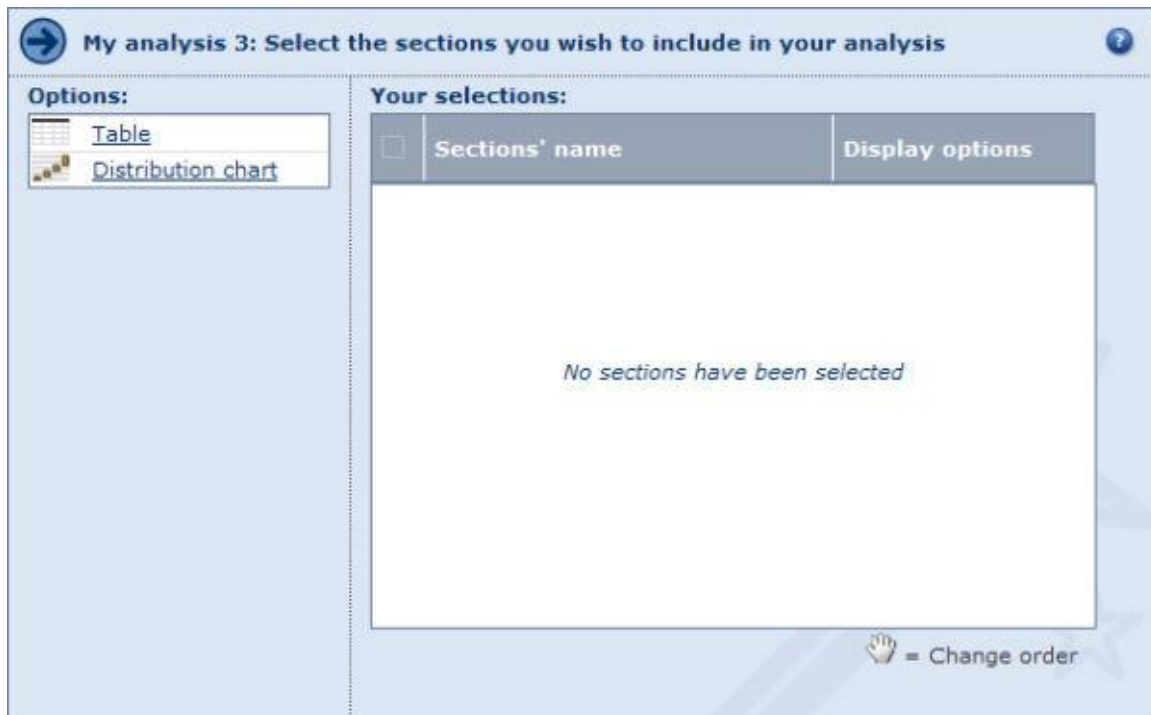 My analysis 3: Select the sections you wish to include in your analysis
?
Options:
Table
Distribution chart
Your selections:
Sections' name
Display options
No sections have been selected
= Change order